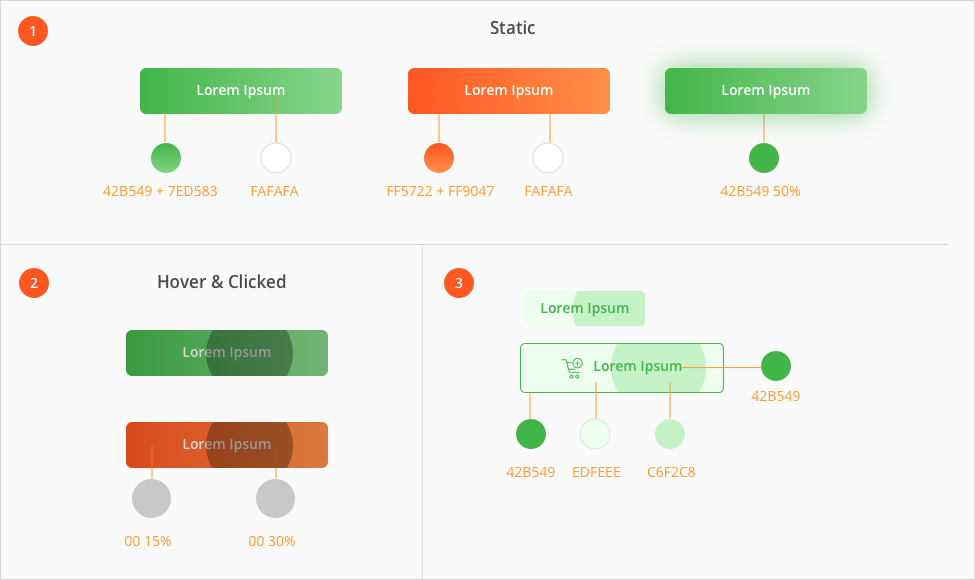 1
Static
Lorem Ipsum
Lorem Ipsum
Lorem Ipsum
42B549 + 7ED583
FAFAFA
FF5722 + FF9047
FAFAFA
42B549 50%
2
Hover & Clicked
Lorem Ipsum
Lorem Ipsum
00 15%
00 30%
3
Lorem Ipsum
Lorem Ipsum
42B549
42B549
EDFEEE
C6F2C8